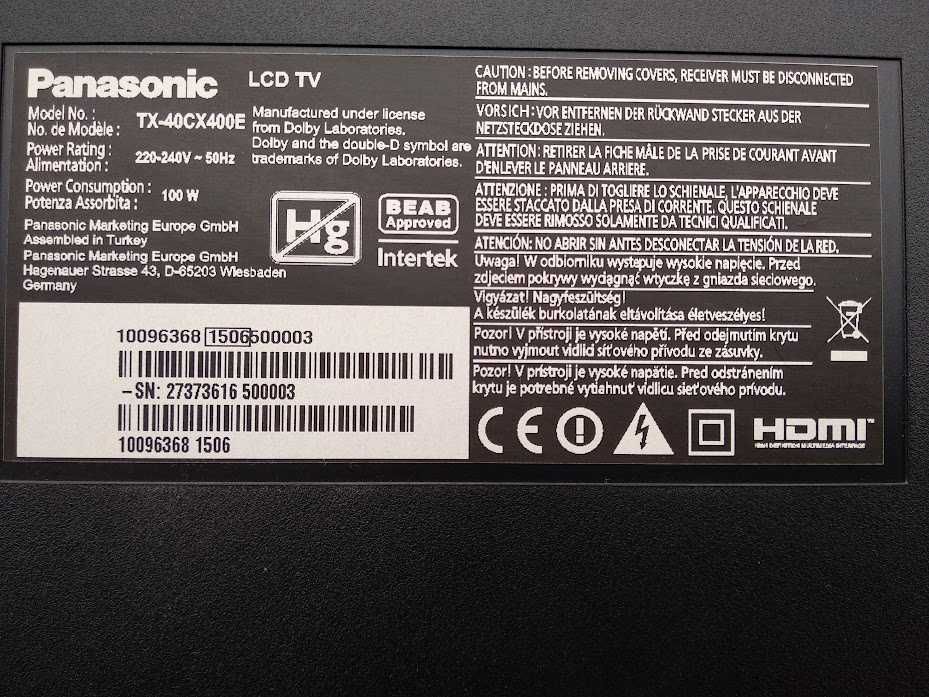 Panasonic LCD TV
Model No. :
No. de Modèle : TX-40CX400E
Power Rating :
Alimentation : 220-240V ~ 50Hz
Power Consumption :
Potenza Assorbita : 100 W
Panasonic Marketing Europe GmbH
Assembled in Turkey
Panasonic Marketing Europe GmbH
Hagenauer Strasse 43, D-65203 Wiesbaden
Germany
Manufactured under license
from Dolby Laboratories.
Dolby and the double-D symbol are
trademarks of Dolby Laboratories.
Hg
BEAB
Approved
Intertek
10096368 1506500003
-SN: 27373616 500003
10096368 1506
CAUTION : BEFORE REMOVING COVERS, RECEIVER MUST BE DISCONNECTED
FROM MAINS.
VORSICH : VOR ENTFERNEN DER RÜCKWAND STECKER AUS DER
NETZSTECKDOSE ZIEHEN.
ATTENTION : RETIRER LA FICHE MÂLE DE LA PRISE DE COURANT AVANT
D'ENLEVER LE PANNEAU ARRIERE.
ATTENZIONE : PRIMA DI TOGLIERE LO SCHIENALE, L'APPARECCHIO DEVE
ESSERE STACCATO DALLA PRESA DI CORRENTE. QUESTO SCHIENALE
DEVE ESSERE RIMOSSO SOLAMENTE DA TECNICI QUALIFICATI.
ATENCIÓN: NO ABRIR SIN ANTES DESCONECTAR LA TENSIÓN DE LA RED.
Uwaga! W odbiorniku występuje wysokie napięcie. Przed
zdjęciem pokrywy wyciągnąć wtyczkę z gniazda sieciowego.
Vigyázat! Nagyfeszültség!
A készülék burkolatának eltávolítása életveszélyes!
Pozor! V přístroji je vysoké napětí. Před odejmutím krytu
nutno vyjmout vidlici síťového přívodu ze zásuvky.
Pozor! V prístroji je vysoké napätie. Pred odstránením
krytu je potrebné vytiahnuť vidlicu sieťového prívodu.
CE
HDMI™
HIGH DEFINITION MULTIMEDIA INTERFACE